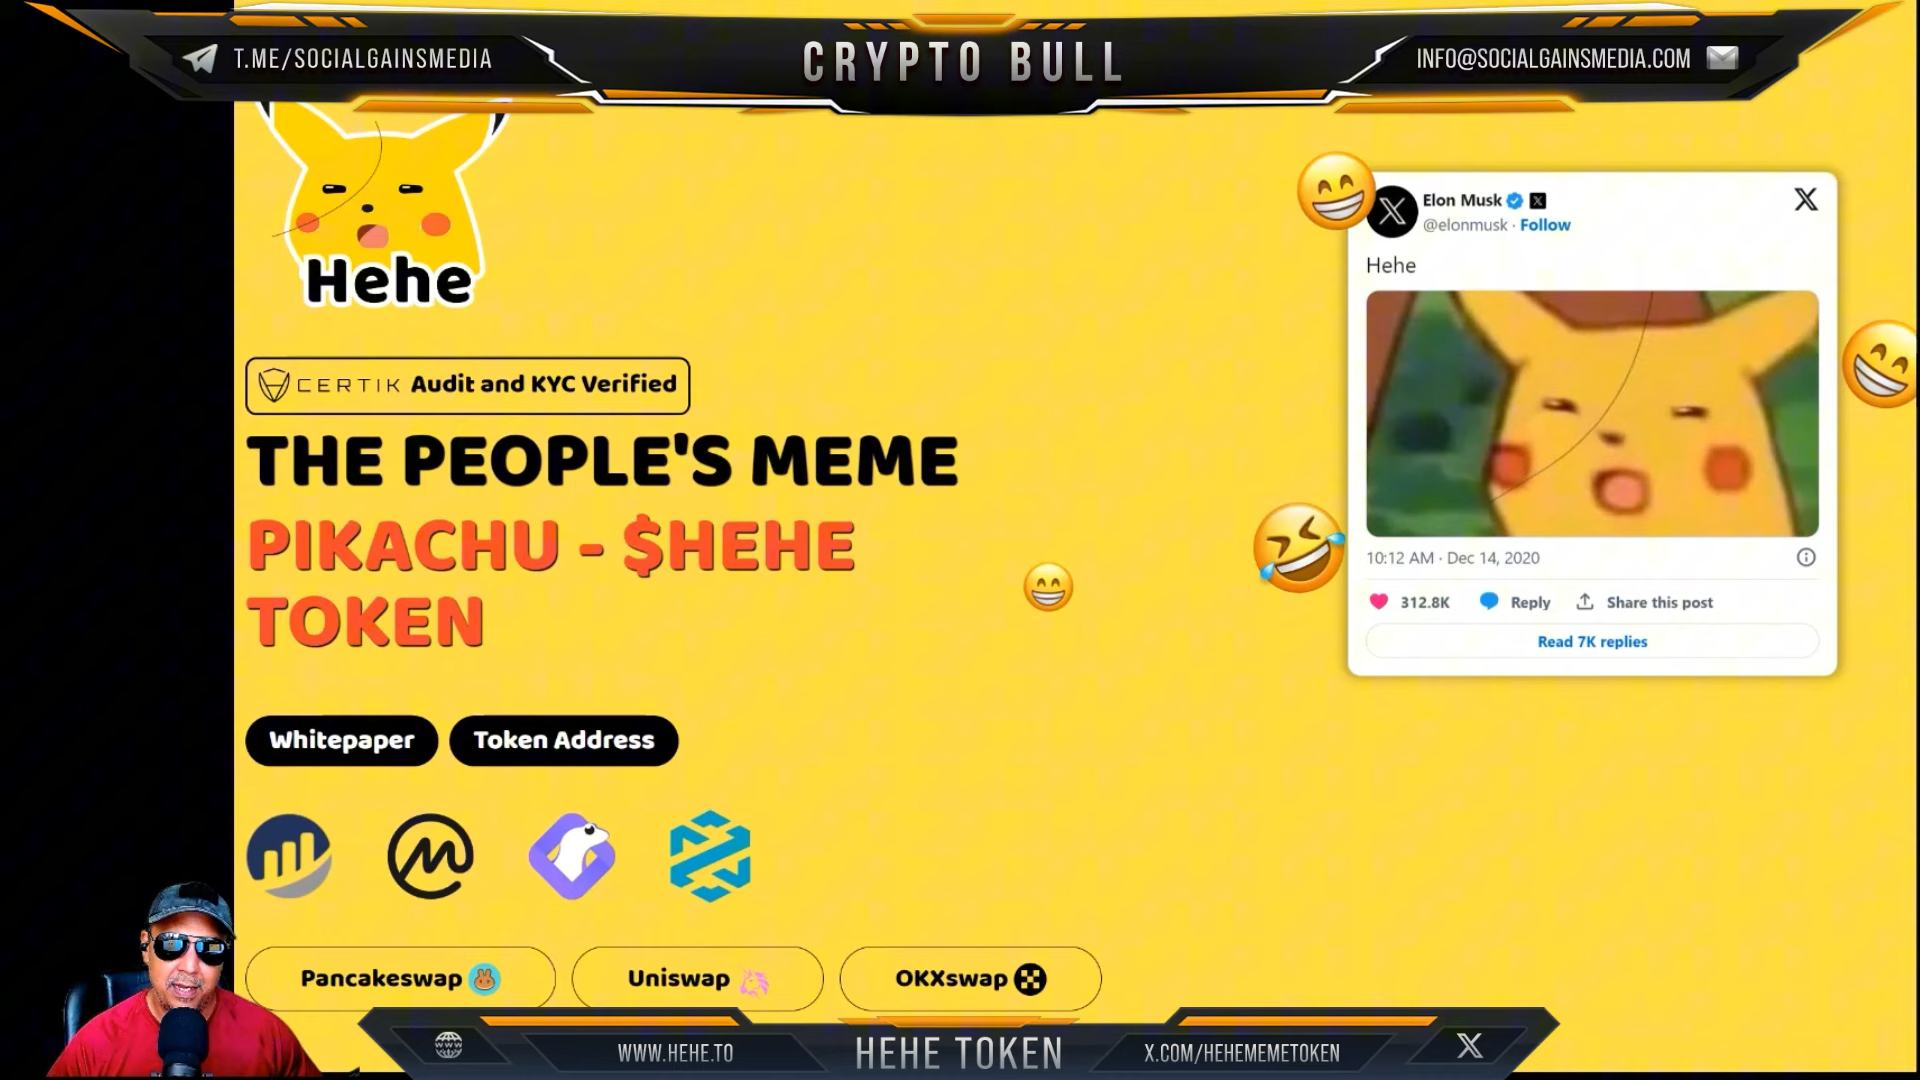 T.ME/SOCIALGAINSMEDIA
CRYPTO BULL
INFO@SOCIALGAINSMEDIA.COM
Hehe
CERTIK Audit and KYC Verified
THE PEOPLE'S MEME
PIKACHU - $HEHE
TOKEN
Whitepaper
Token Address
Pancakeswap
Uniswap
OKXswap
Elon Musk
@elonmusk · Follow
Hehe
10:12 AM · Dec 14, 2020
312.8K
Reply
Share this post
Read 7K replies
WWW
WWW.HEHE.TO
HEHE TOKEN
X.COM/HEHEMEMETOKEN